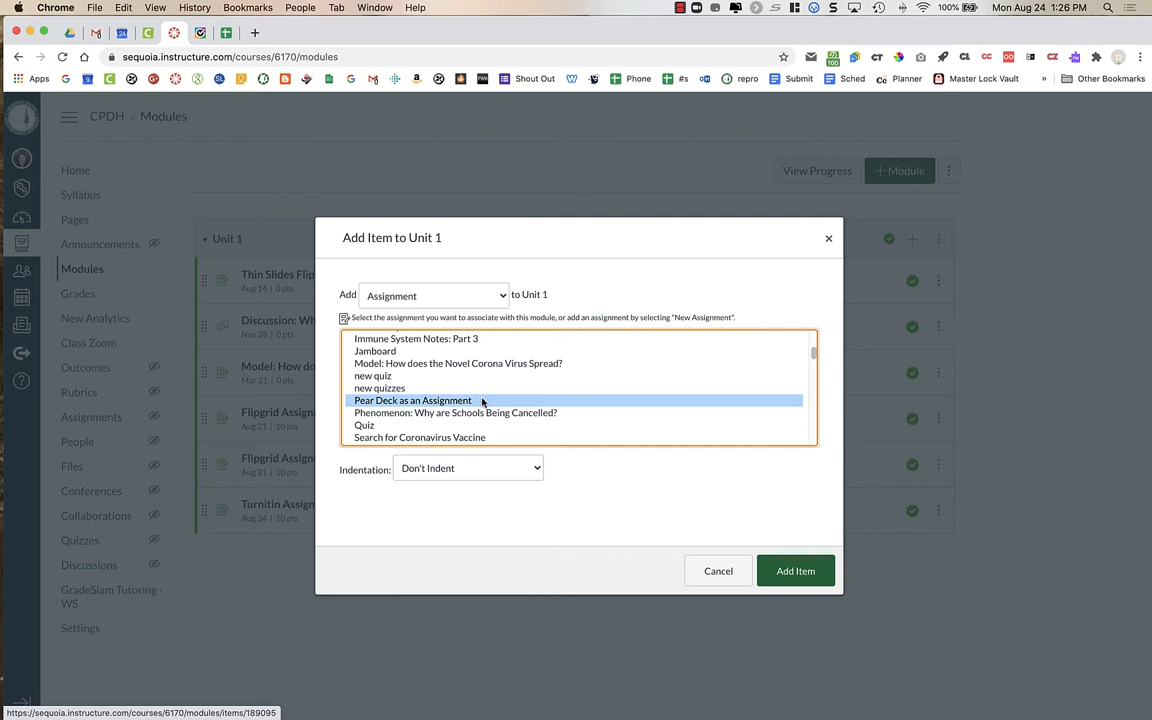 Chrome File Edit View History Bookmarks People Tab Window Help
100% Mon Aug 24 1:26 PM
sequoia.instructure.com/courses/6170/modules
Apps Shout Out Phone #s repro Submit Sched Planner Master Lock Vault » Other Bookmarks
CPDH > Modules
Home
Syllabus
Pages
Announcements
Modules
Grades
New Analytics
Class Zoom
Outcomes
Rubrics
Assignments
People
Files
Conferences
Collaborations
Quizzes
Discussions
GradeSlam Tutoring -
WS
Settings
View Progress + Module
Unit 1
Thin Slides Flip
Aug 14 | 0 pts
Discussion: Wh
Nov 28 | 0 pts
Model: How do
Mar 21 | 0 pts
Flipgrid Assign
Aug 21 | 10 pts
Flipgrid Assign
Aug 21 | 10 pts
Turnitin Assign
Aug 24 | 10 pts
Add Item to Unit 1
×
Add Assignment to Unit 1
Select the assignment you want to associate with this module, or add an assignment by selecting "New Assignment".
Immune System Notes: Part 3
Jamboard
Model: How does the Novel Corona Virus Spread?
new quiz
new quizzes
Pear Deck as an Assignment
Phenomenon: Why are Schools Being Cancelled?
Quiz
Search for Coronavirus Vaccine
Indentation: Don't Indent
Cancel Add Item
https://sequoia.instructure.com/courses/6170/modules/items/189095